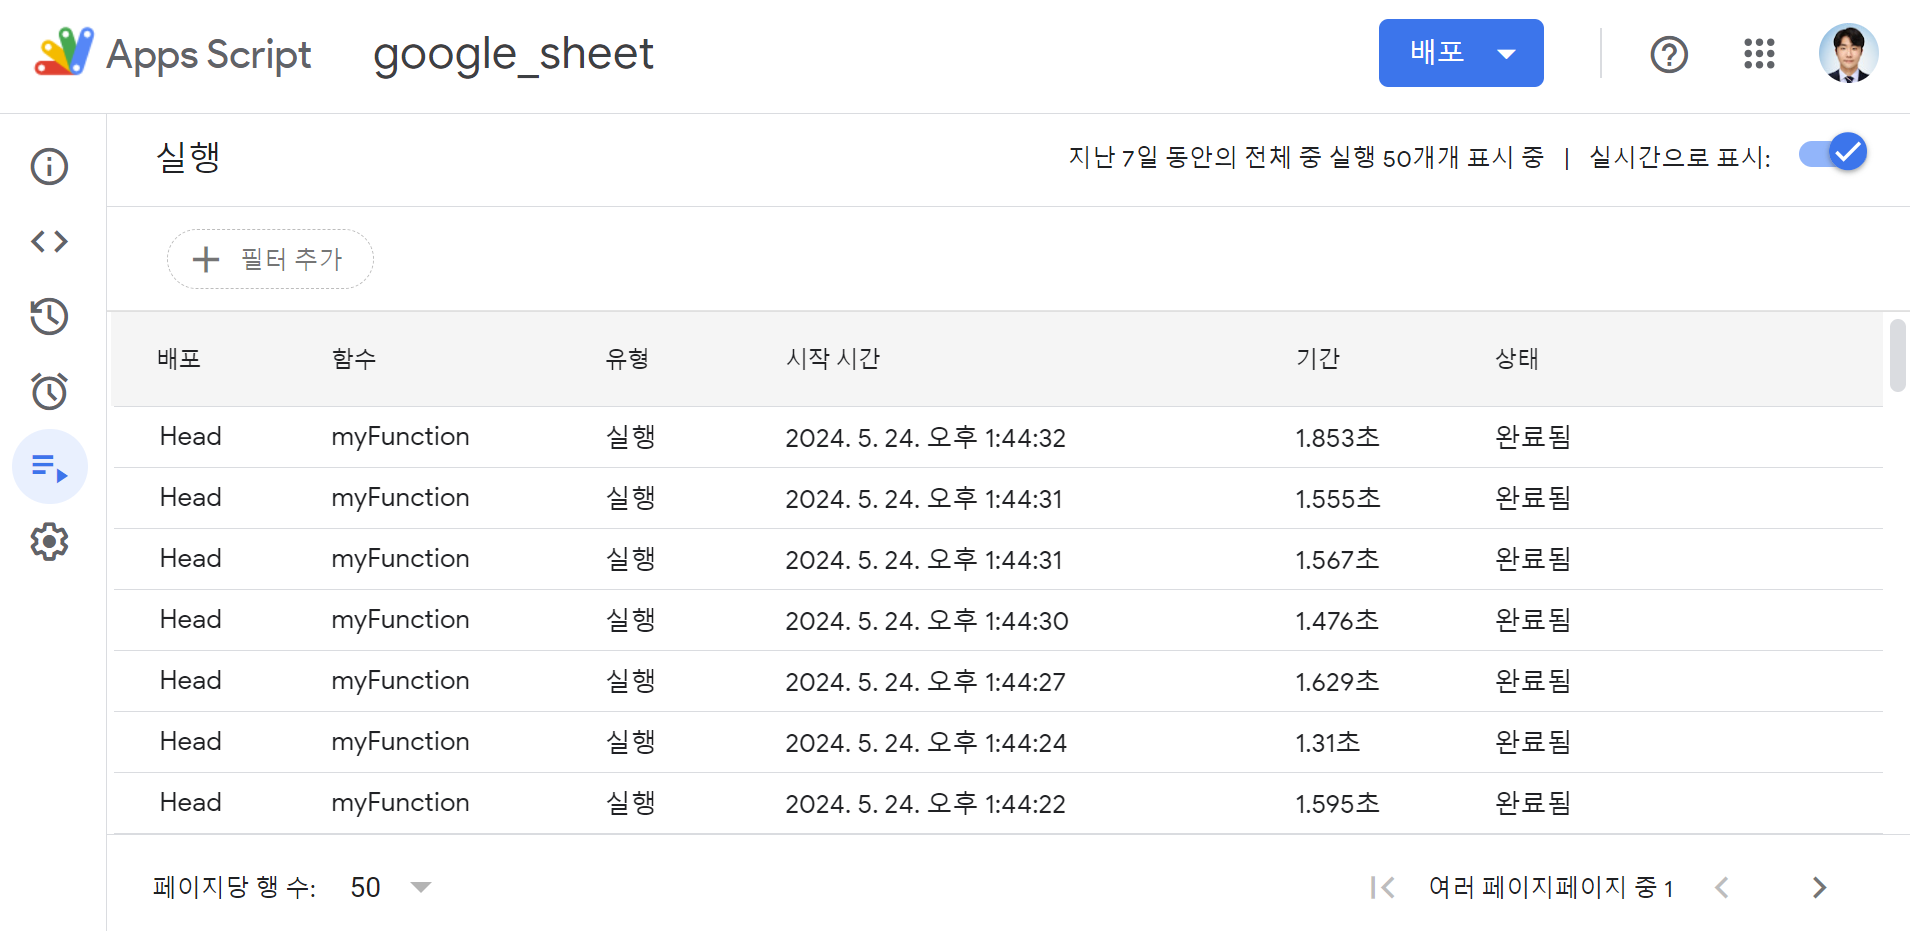 Apps Script google_sheet 배포
실행 지난 7일 동안의 전체 중 실행 50개개 표시 중 | 실시간으로 표시:
필터 추가
배포 함수 유형 시작 시간 기간 상태
Head myFunction 실행 2024. 5. 24. 오후 1:44:32 1.853초 완료됨
Head myFunction 실행 2024. 5. 24. 오후 1:44:31 1.555초 완료됨
Head myFunction 실행 2024. 5. 24. 오후 1:44:31 1.567초 완료됨
Head myFunction 실행 2024. 5. 24. 오후 1:44:30 1.476초 완료됨
Head myFunction 실행 2024. 5. 24. 오후 1:44:27 1.629초 완료됨
Head myFunction 실행 2024. 5. 24. 오후 1:44:24 1.31초 완료됨
Head myFunction 실행 2024. 5. 24. 오후 1:44:22 1.595초 완료됨
페이지당 행 수: 50 여러 페이지페이지 중 1